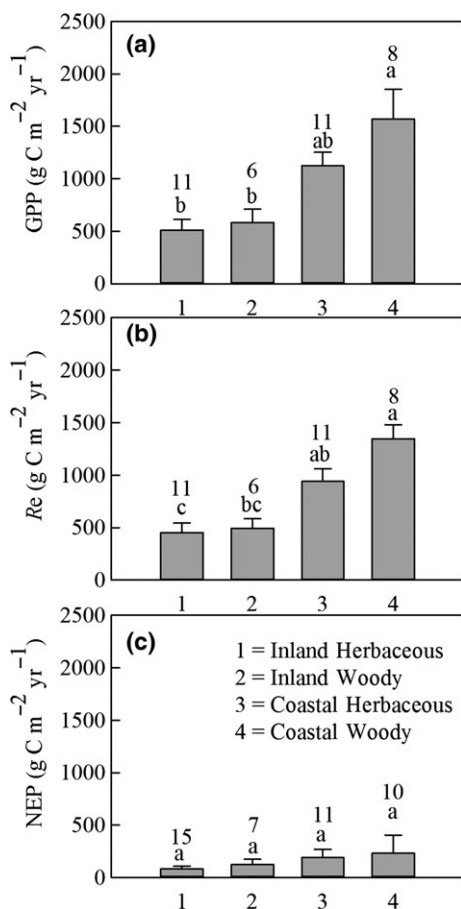 (a)
GPP (g C m⁻² yr⁻¹)
2500
2000
1500
1000
500
0
11
b
6
b
11
ab
8
a
1 2 3 4
(b)
Re (g C m⁻² yr⁻¹)
2500
2000
1500
1000
500
0
11
c
6
bc
11
ab
8
a
1 2 3 4
(c)
NEP (g C m⁻² yr⁻¹)
2500
2000
1500
1000
500
0
1 = Inland Herbaceous
2 = Inland Woody
3 = Coastal Herbaceous
4 = Coastal Woody
15
a
7
a
11
a
10
a
1 2 3 4